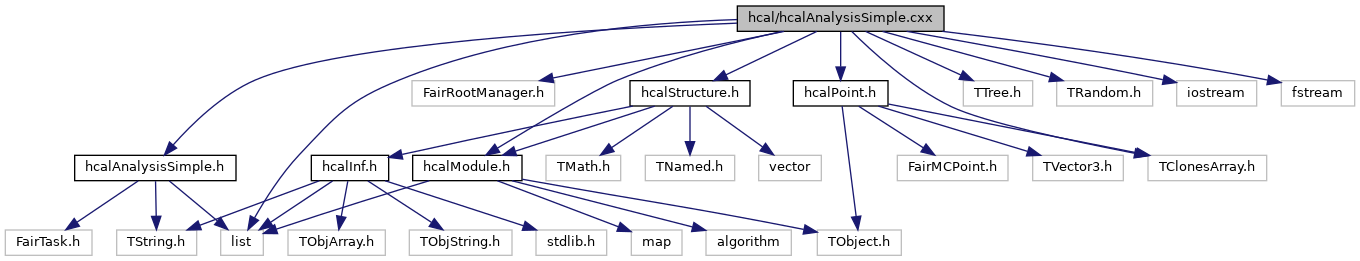 hcal/hcalAnalysisSimple.cxx
FairRootManager.h
hcalStructure.h
hcalPoint.h
TTree.h
TRandom.h
iostream
fstream
hcalAnalysisSimple.h
hcalInf.h
hcalModule.h
TMath.h
TNamed.h
vector
FairMCPoint.h
TVector3.h
TClonesArray.h
FairTask.h
TString.h
list
TObjArray.h
TObjString.h
stdlib.h
map
algorithm
TObject.h